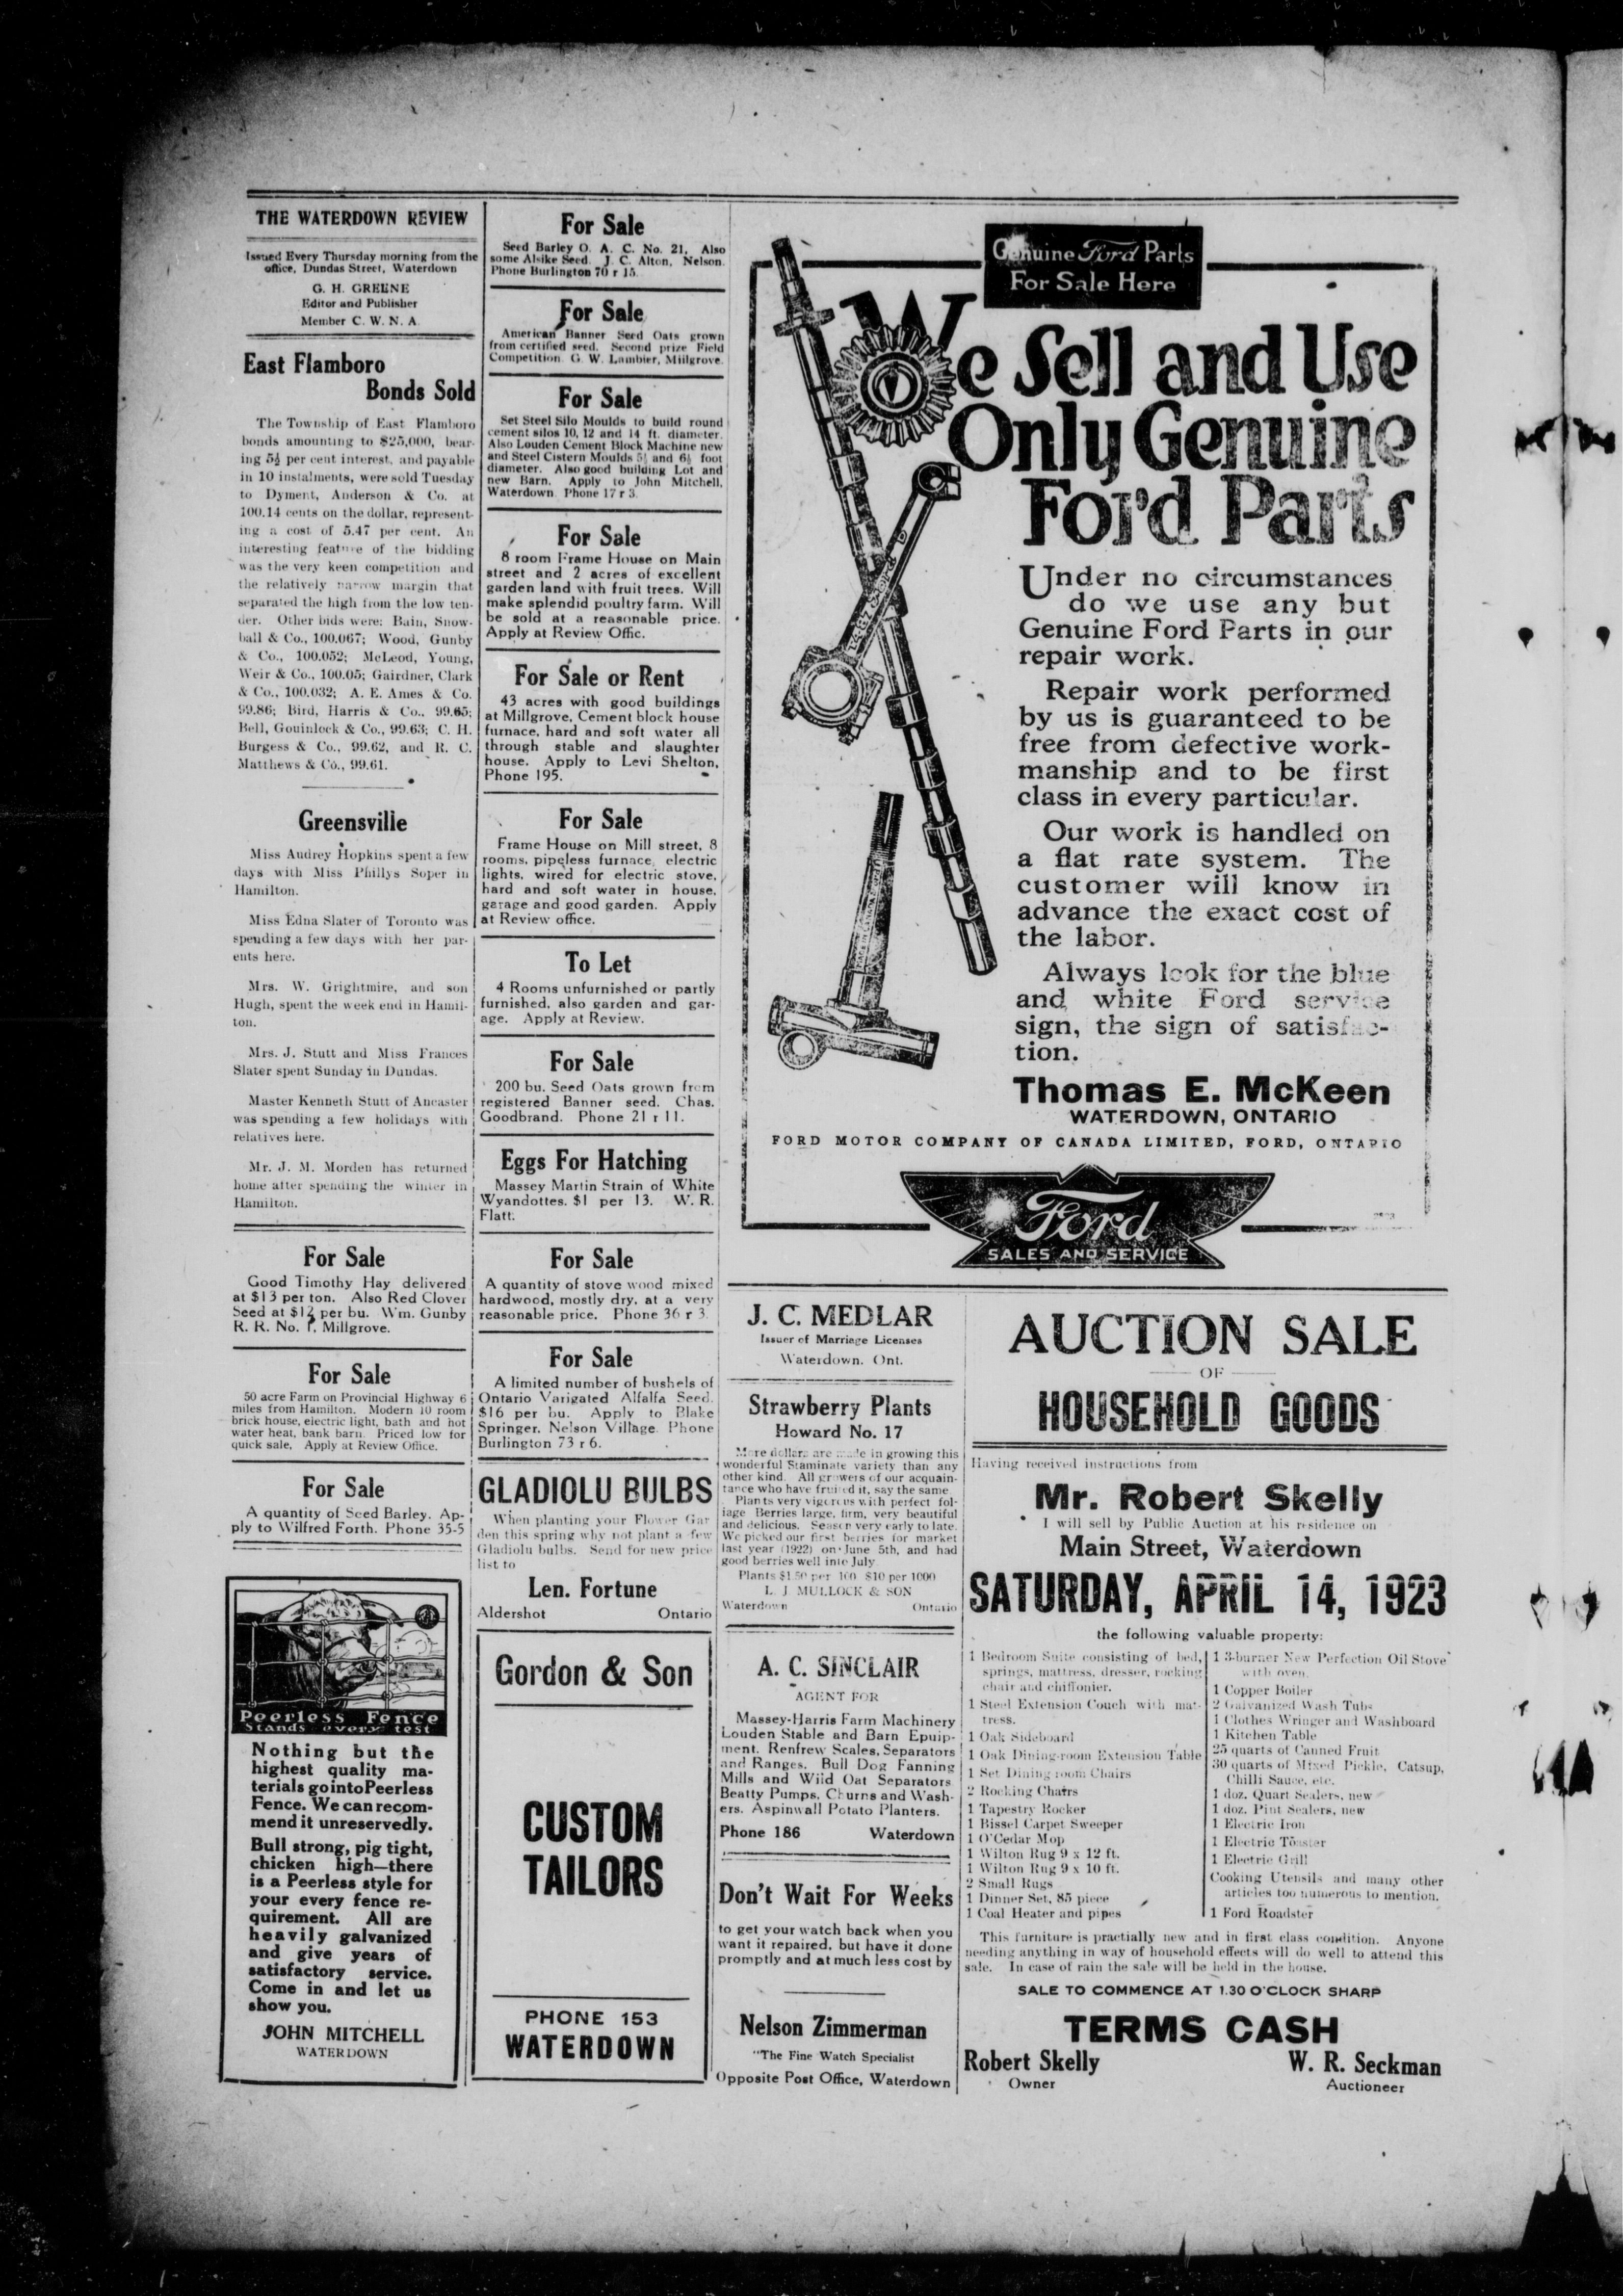 THE WATERDOWN REVIEW
Issued Every Thursday morning from the
office, Dundas Street, Waterdown
G. H. GREENE
Editor and Publisher
Member C. W. N. A.
East Flamboro
Bonds Sold
The Township of East Flamboro
bonds amounting to $25,000, bear-
ing 5½ per cent interest, and payable
in 10 instalments, were sold Tuesday
to Dyment, Anderson & Co. at
100.14 cents on the dollar, represent-
ing a cost of 5.47 per cent. An
interesting feature of the bidding
was the very keen competition and
the relatively narrow margin that
separated the high from the low ten-
der. Other bids were: Bain, Snow-
ball & Co., 100.067; Wood, Gunby
& Co., 100.052; McLeod, Young,
Weir & Co., 100.05; Gairdner, Clark
& Co., 100.032; A. E. Ames & Co.
99.86; Bird, Harris & Co., 99.65;
Bell, Gouinlock & Co., 99.63; C. H.
Burgess & Co., 99.62, and R. C.
Matthews & Co., 99.61.
Greensville
Miss Audrey Hopkins spent a few
days with Miss Phillys Soper in
Hamilton.
Miss Edna Slater of Toronto was
spending a few days with her par-
ents here.
Mrs. W. Grightmire, and son
Hugh, spent the week end in Hamil-
ton.
Mrs. J. Stutt and Miss Frances
Slater spent Sunday in Dundas.
Master Kenneth Stutt of Ancaster
was spending a few holidays with
relatives here.
Mr. J. M. Morden has returned
home after spending the winter in
Hamilton.
For Sale
Good Timothy Hay delivered
at $13 per ton. Also Red Clover
Seed at $12 per bu. Wm. Gunby
R. R. No. 1, Millgrove.
For Sale
50 acre Farm on Provincial Highway 6
miles from Hamilton. Modern 10 room
brick house, electric light, bath and hot
water heat, bank barn. Priced low for
quick sale, Apply at Review Office.
For Sale
A quantity of Seed Barley. Ap-
ply to Wilfred Forth. Phone 35-5
Peerless Fence
Stands every test
Nothing but the
highest quality ma-
terials go into Peerless
Fence. We can recom-
mend it unreservedly.
Bull strong, pig tight,
chicken high—there
is a Peerless style for
your every fence re-
quirement. All are
heavily galvanized
and give years of
satisfactory service.
Come in and let us
show you.
JOHN MITCHELL
WATERDOWN
For Sale
Seed Barley O. A. C. No. 21, Also
some Alsike Seed. J. C. Alton, Nelson.
Phone Burlington 70 r 15.
For Sale
American Banner Seed Oats grown
from certified seed. Second prize Field
Competition. G. W. Lambier, Millgrove.
For Sale
Set Steel Silo Moulds to build round
cement silos 10, 12 and 14 ft. diameter.
Also Louden Cement Block Machine new
and Steel Cistern Moulds 5½ and 6½ foot
diameter. Also good building Lot and
new Barn. Apply to John Mitchell,
Waterdown. Phone 17 r 3.
For Sale
8 room Frame House on Main
street and 2 acres of excellent
garden land with fruit trees. Will
make splendid poultry farm. Will
be sold at a reasonable price.
Apply at Review Offic.
For Sale or Rent
43 acres with good buildings
at Millgrove, Cement block house
furnace, hard and soft water all
through stable and slaughter
house. Apply to Levi Shelton,
Phone 195.
For Sale
Frame House on Mill street, 8
rooms, pipeless furnace, electric
lights, wired for electric stove,
hard and soft water in house,
garage and good garden. Apply
at Review office.
To Let
4 Rooms unfurnished or partly
furnished, also garden and gar-
age. Apply at Review.
For Sale
200 bu. Seed Oats grown from
registered Banner seed. Chas.
Goodbrand. Phone 21 r 11.
Eggs For Hatching
Massey Martin Strain of White
Wyandottes. $1 per 13. W. R.
Flatt.
For Sale
A quantity of stove wood mixed
hardwood, mostly dry, at a very
reasonable price. Phone 36 r 3.
For Sale
A limited number of bushels of
Ontario Varigated Alfalfa Seed.
$16 per bu. Apply to Blake
Springer, Nelson Village. Phone
Burlington 73 r 6.
GLADIOLU BULBS
When planting your Flower Gar
den this spring why not plant a few
Gladiolu bulbs. Send for new price
list to
Len. Fortune
Aldershot Ontario
Gordon & Son
CUSTOM
TAILORS
PHONE 153
WATERDOWN
Genuine Ford Parts
For Sale Here
We Sell and Use
Only Genuine
Ford Parts
Under no circumstances
do we use any but
Genuine Ford Parts in our
repair work.
Repair work performed
by us is guaranteed to be
free from defective work-
manship and to be first
class in every particular.
Our work is handled on
a flat rate system. The
customer will know in
advance the exact cost of
the labor.
Always look for the blue
and white Ford service
sign, the sign of satisfac-
tion.
Thomas E. McKeen
WATERDOWN, ONTARIO
FORD MOTOR COMPANY OF CANADA LIMITED, FORD, ONTARIO
Ford
SALES AND SERVICE
J. C. MEDLAR
Issuer of Marriage Licenses
Waterdown. Ont.
Strawberry Plants
Howard No. 17
More dollars are made in growing this
wonderful Staminate variety than any
other kind. All growers of our acquain-
tance who have fruited it, say the same.
Plants very vigorous with perfect fol-
iage Berries large, firm, very beautiful
and delicious. Season very early to late.
We picked our first berries for market
last year (1922) on June 5th, and had
good berries well into July.
Plants $1.50 per 100 $10 per 1000
L. J. MULLOCK & SON
Waterdown Ontario
A. C. SINCLAIR
AGENT FOR
Massey-Harris Farm Machinery
Louden Stable and Barn Epuip-
ment. Renfrew Scales, Separators
and Ranges. Bull Dog Fanning
Mills and Wild Oat Separators
Beatty Pumps, Churns and Wash-
ers. Aspinwall Potato Planters.
Phone 186 Waterdown
Don't Wait For Weeks
to get your watch back when you
want it repaired, but have it done
promptly and at much less cost by
Nelson Zimmerman
"The Fine Watch Specialist
Opposite Post Office, Waterdown
AUCTION SALE
OF
HOUSEHOLD GOODS
Having received instructions from
Mr. Robert Skelly
I will sell by Public Auction at his residence on
Main Street, Waterdown
SATURDAY, APRIL 14, 1923
the following valuable property:
1 Bedroom Suite consisting of bed,
springs, mattress, dresser, rocking
chair and chiffonier.
1 Steel Extension Couch with mat-
tress.
1 Oak Sideboard
1 Oak Dining-room Extension Table
1 Set Dining room Chairs
2 Rocking Chairs
1 Tapestry Rocker
1 Bissel Carpet Sweeper
1 O'Cedar Mop
1 Wilton Rug 9 x 12 ft.
1 Wilton Rug 9 x 10 ft.
2 Small Rugs
1 Dinner Set, 85 piece
1 Coal Heater and pipes
1 3-burner New Perfection Oil Stove
with oven.
1 Copper Boiler
2 Galvanized Wash Tubs
1 Clothes Wringer and Washboard
1 Kitchen Table
25 quarts of Canned Fruit
30 quarts of Mixed Pickle, Catsup,
Chilli Sauce, etc.
1 doz. Quart Sealers, new
1 doz. Pint Sealers, new
1 Electric Iron
1 Electric Toaster
1 Electric Grill
Cooking Utensils and many other
articles too numerous to mention.
1 Ford Roadster
This furniture is practially new and in first class condition. Anyone
needing anything in way of household effects will do well to attend this
sale. In case of rain the sale will be held in the house.
SALE TO COMMENCE AT 1.30 O'CLOCK SHARP
TERMS CASH
Robert Skelly W. R. Seckman
Owner Auctioneer